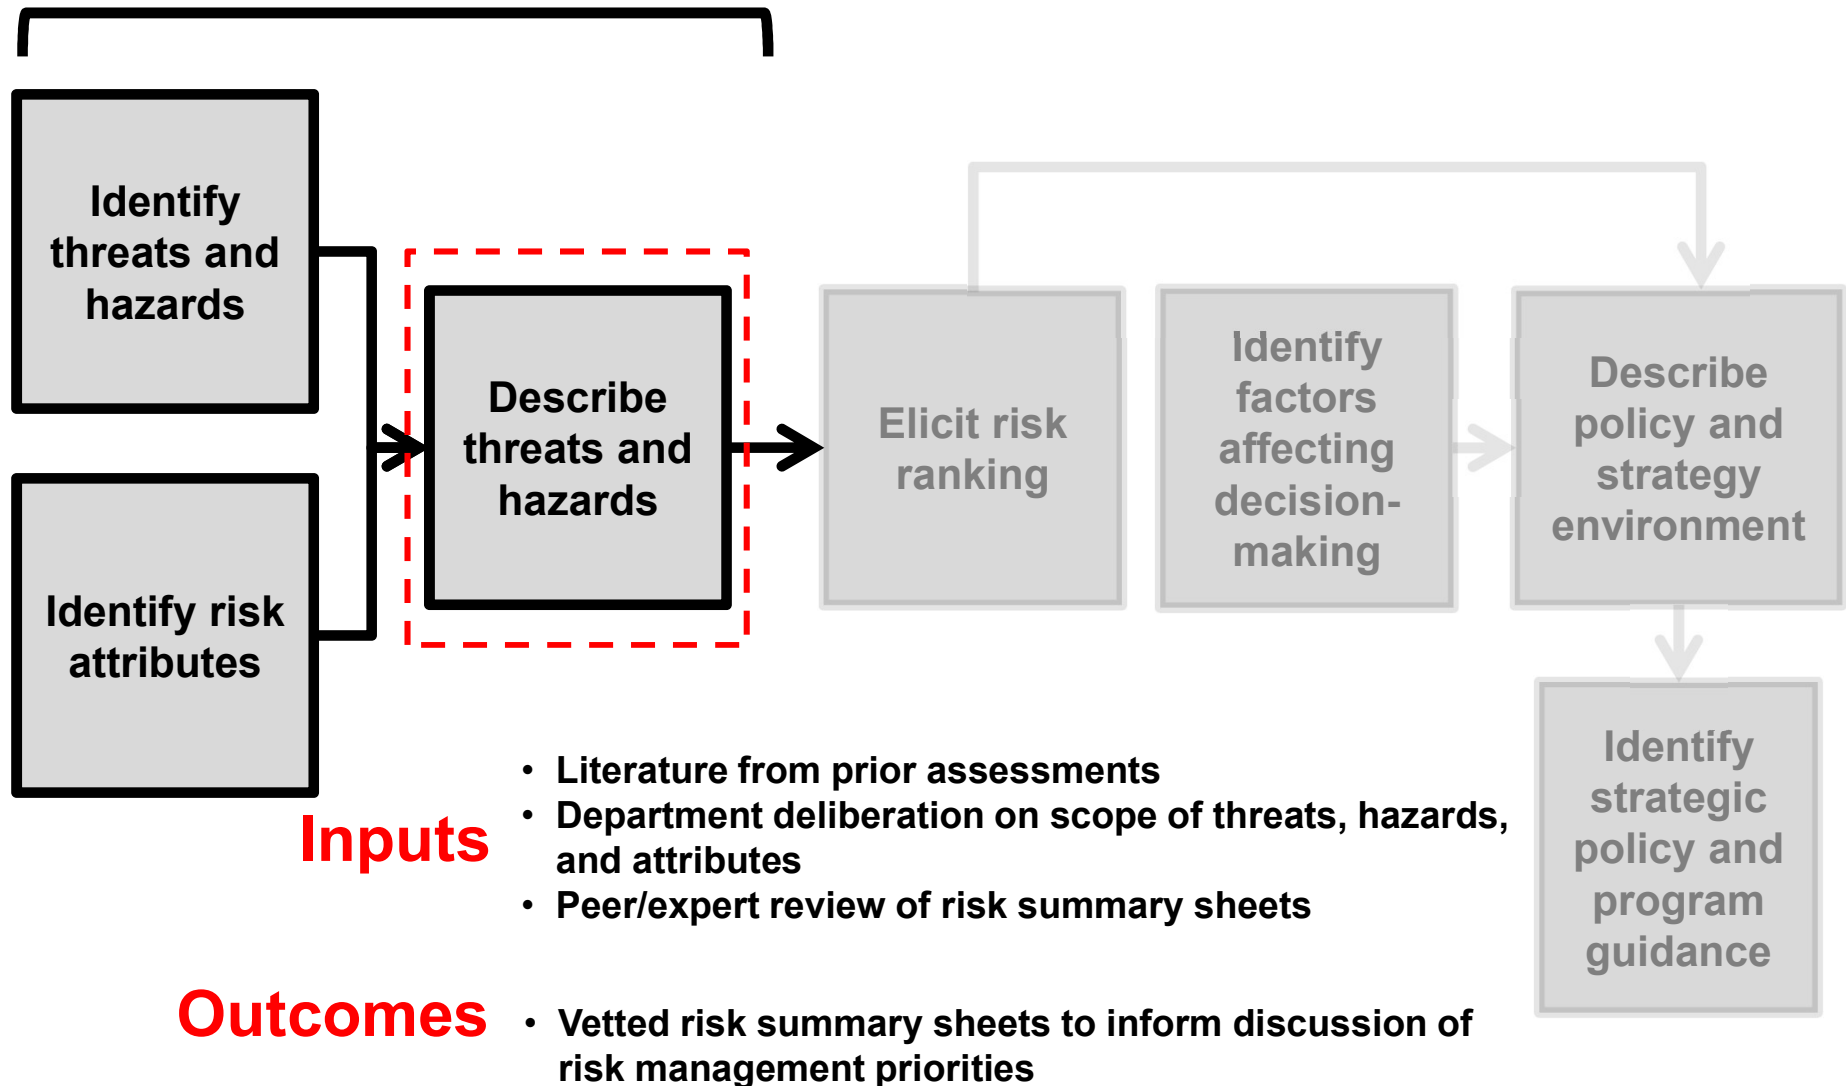 Identify
threats and
hazards
Identify risk
attributes
Describe
threats and
hazards
Elicit risk
ranking
Identify
factors
affecting
decision-
making
Describe
policy and
strategy
environment
Identify
strategic
policy and
program
guidance
Inputs
• Literature from prior assessments
• Department deliberation on scope of threats, hazards,
and attributes
• Peer/expert review of risk summary sheets
Outcomes
• Vetted risk summary sheets to inform discussion of
risk management priorities